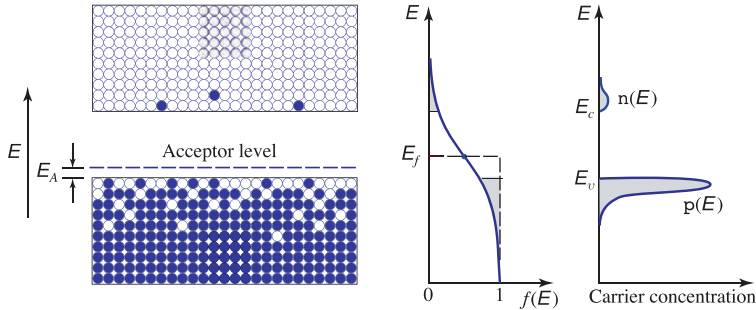 E
E_A
Acceptor level
E
E_f
0
1
f(E)
E
E_c
n(E)
E_v
p(E)
Carrier concentration